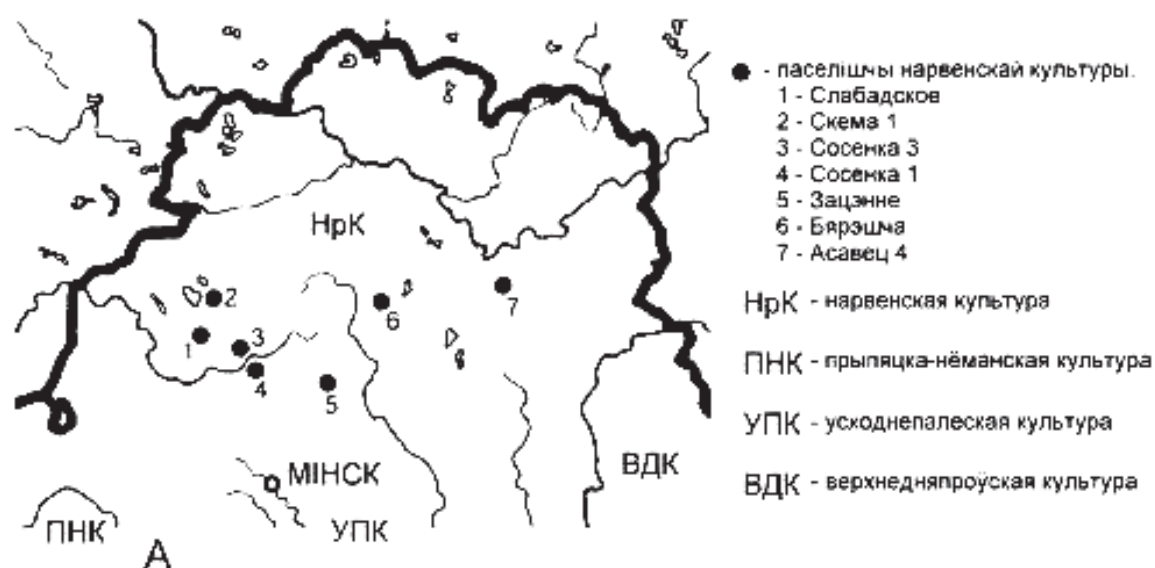 - паселішчы нарвенскай культуры.
1 - Слабадское
2 - Скема 1
3 - Сосенка 3
4 - Сосенка 1
5 - Зацэнне
6 - Бярэшча
7 - Асавец 4
НрК - нарвенская культура
ПНК - прыпяцка-нёманская культура
УПК - усходнепалеская культура
ВДК - верхнедняпроўская культура
НрК
2
6
7
1
3
4
5
МІНСК
ВДК
ПНК
УПК
А